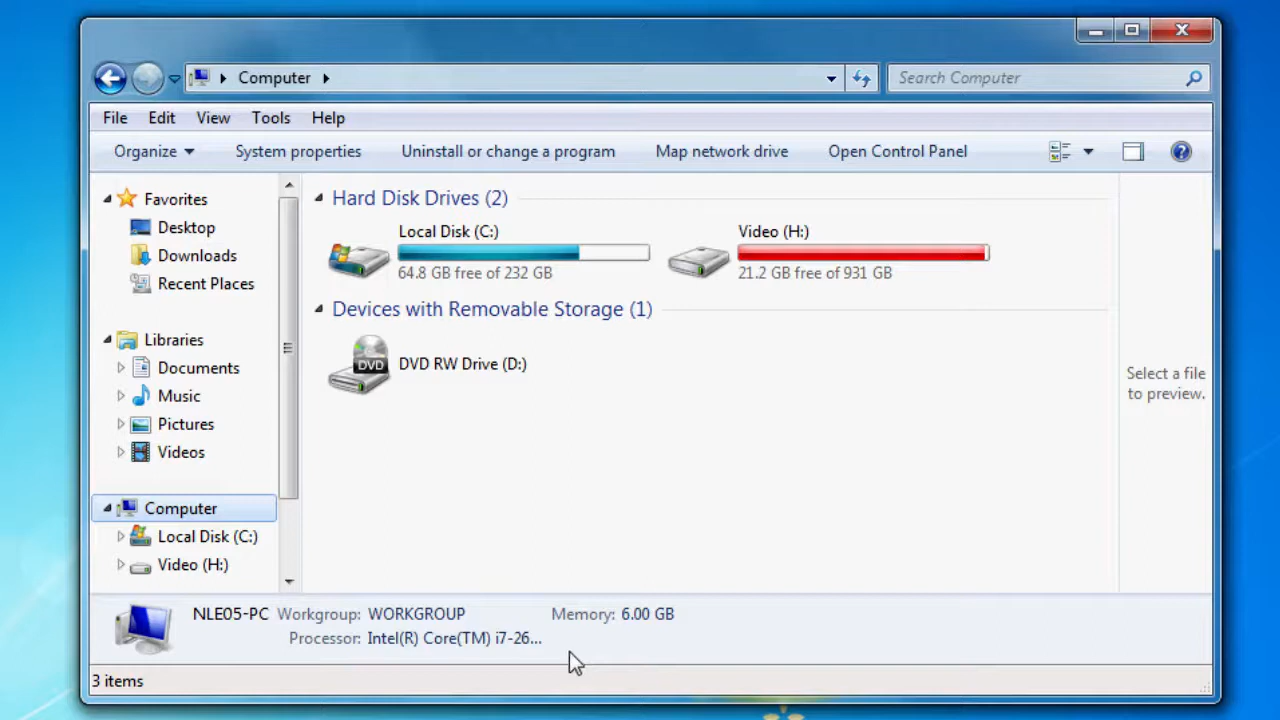 Computer
Search Computer
File Edit View Tools Help
Organize System properties Uninstall or change a program Map network drive Open Control Panel
Favorites
Desktop
Downloads
Recent Places
Libraries
Documents
Music
Pictures
Videos
Computer
Local Disk (C:)
Video (H:)
Hard Disk Drives (2)
Local Disk (C:)
64.8 GB free of 232 GB
Video (H:)
21.2 GB free of 931 GB
Devices with Removable Storage (1)
DVD
DVD RW Drive (D:)
Select a file
to preview.
NLE05-PC Workgroup: WORKGROUP Memory: 6.00 GB
Processor: Intel(R) Core(TM) i7-26...
3 items